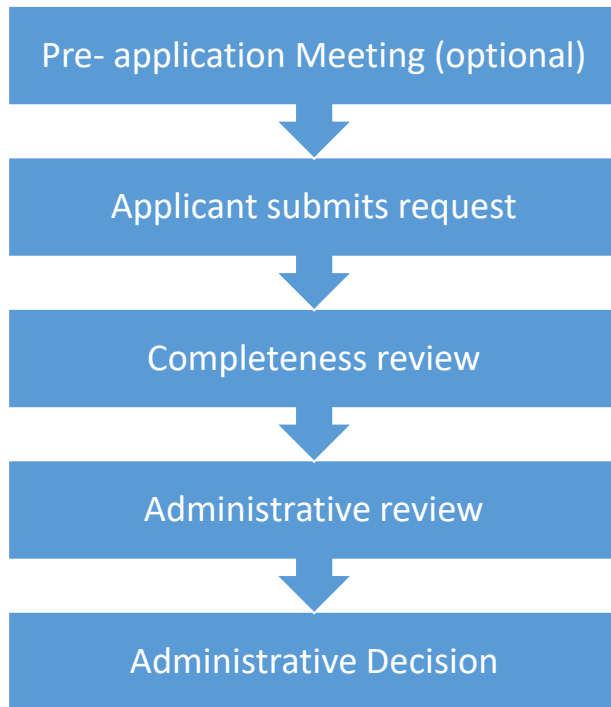 Pre- application Meeting (optional)
Applicant submits request
Completeness review
Administrative review
Administrative Decision